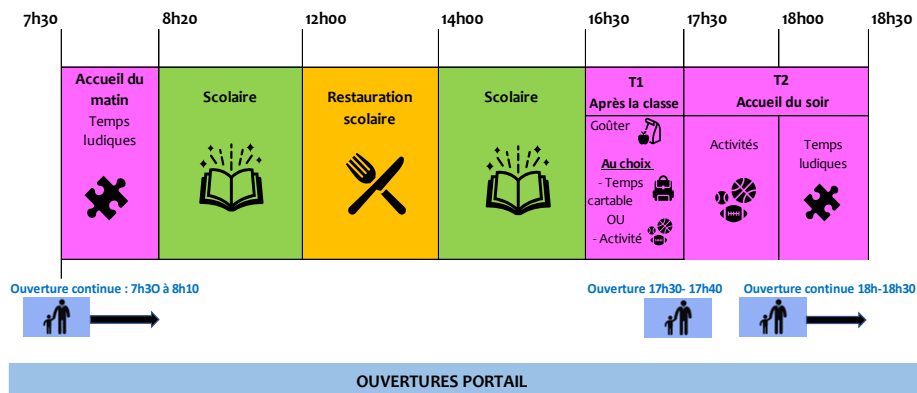 7h30 8h20 12h00 14h00 16h30 17h30 18h00 18h30
Accueil du
matin
Temps
ludiques
Scolaire
Restauration
scolaire
Scolaire
T1
Après la classe
Goûter
Au choix
- Temps
cartable
OU
- Activité
T2
Accueil du soir
Activités
Temps
ludiques
Ouverture continue : 7h30 à 8h10
Ouverture 17h30- 17h40
Ouverture continue 18h-18h30
OUVERTURES PORTAIL